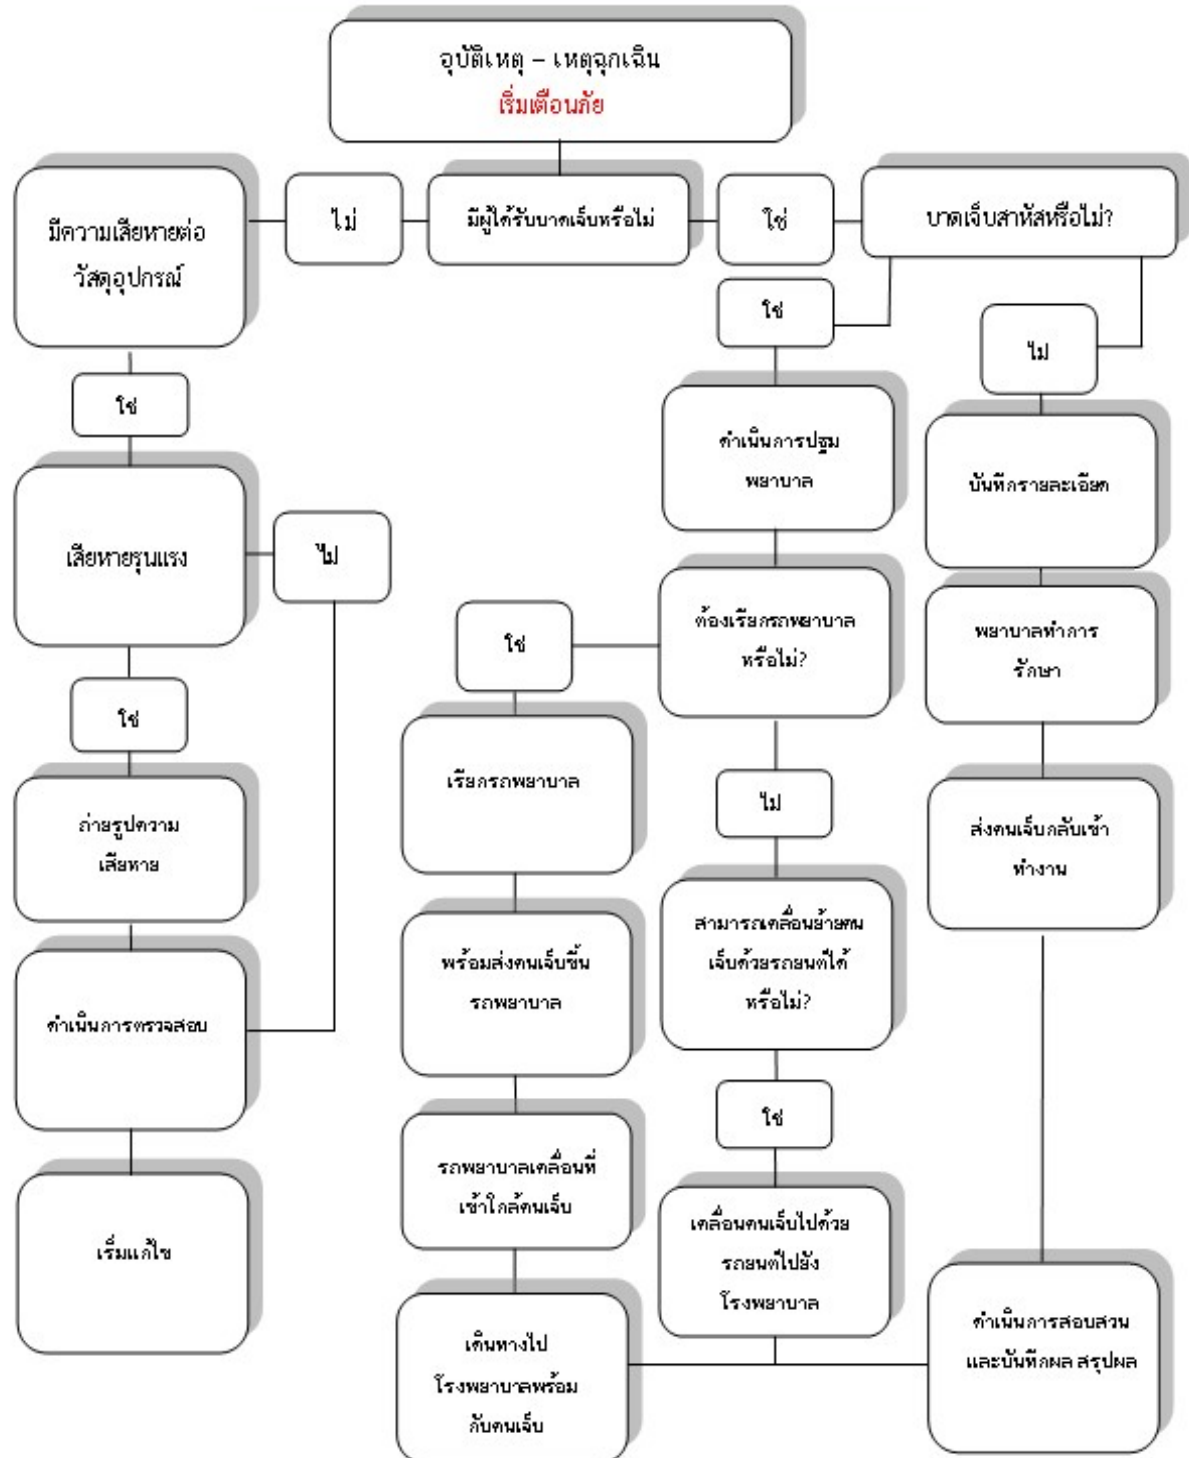 อุบัติเหตุ – เหตุฉุกเฉิน
เริ่มเตือนภัย
มีความเสียหายต่อ
วัสดุอุปกรณ์
ไม่
มีผู้ได้รับบาดเจ็บหรือไม่
ใช่
บาดเจ็บสาหัสหรือไม่?
ใช่
เสียหายรุนแรง
ไม่
ใช่
ถ่ายรูปความ
เสียหาย
ดำเนินการตรวจสอบ
เริ่มแก้ไข
ใช่
ดำเนินการปฐม
พยาบาล
ต้องเรียกรถพยาบาล
หรือไม่?
ใช่
เรียกรถพยาบาล
พร้อมส่งคนเจ็บขึ้น
รถพยาบาล
รถพยาบาลเคลื่อนที่
เข้าใกล้คนเจ็บ
เดินทางไป
โรงพยาบาลพร้อม
กับคนเจ็บ
ไม่
สามารถเคลื่อนย้ายคน
เจ็บด้วยรถยนต์ได้
หรือไม่?
ใช่
เคลื่อนคนเจ็บไปด้วย
รถยนต์ไปยัง
โรงพยาบาล
ไม่
บันทึกรายละเอียด
พยาบาลทำการ
รักษา
ส่งคนเจ็บกลับเข้า
ทำงาน
ดำเนินการสอบสวน
และบันทึกผล สรุปผล